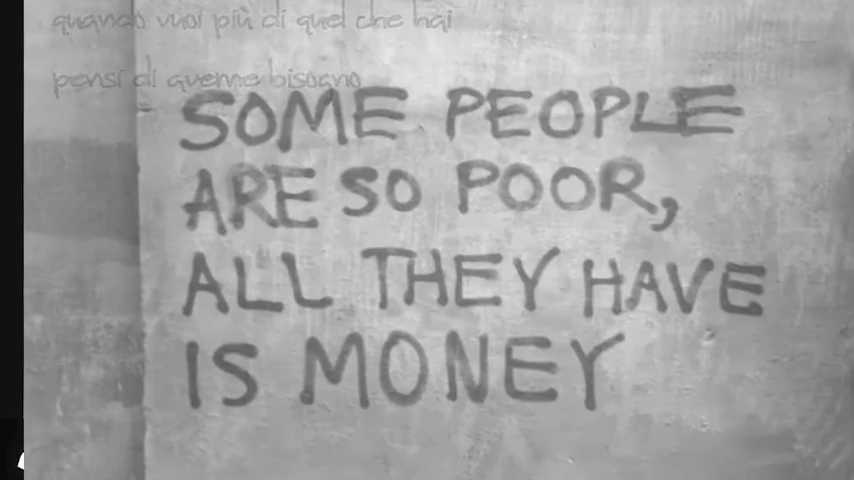 quando vuoi più di quel che hai
pensi di averne bisogno
SOME PEOPLE
ARE SO POOR,
ALL THEY HAVE
IS MONEY